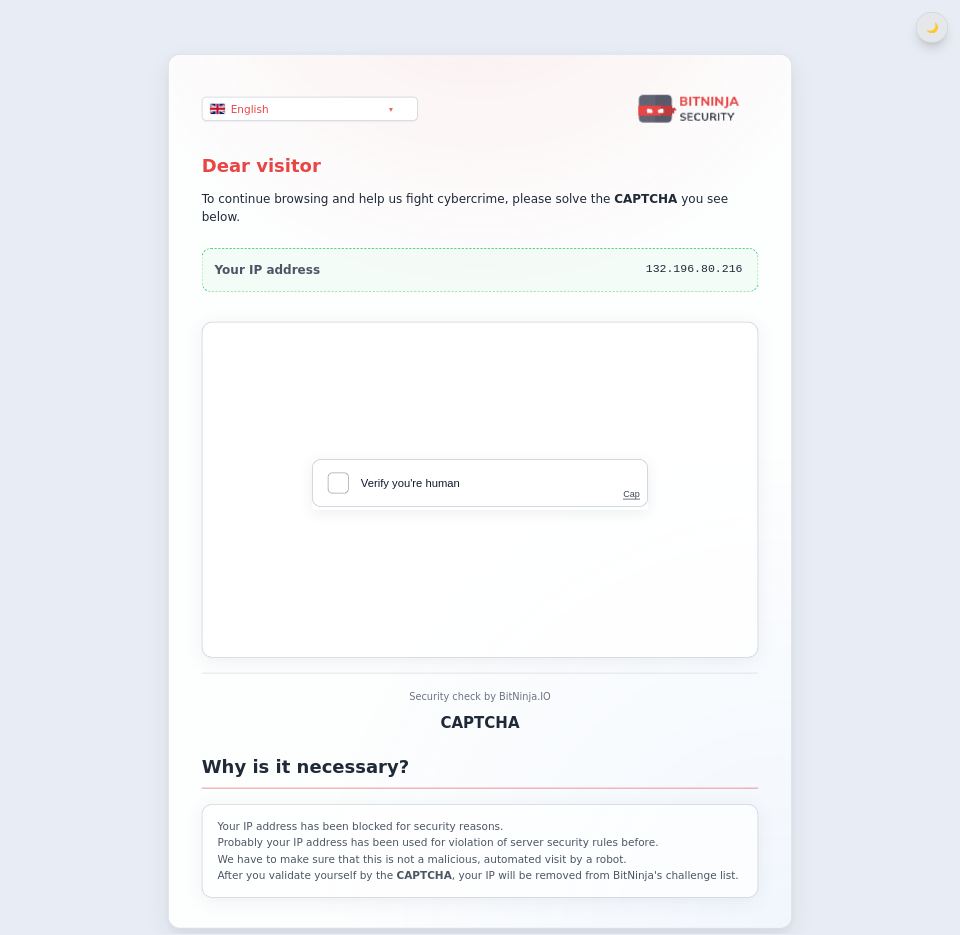 English
BITNINJA
SECURITY
Dear visitor
To continue browsing and help us fight cybercrime, please solve the CAPTCHA you see
below.
Your IP address
132.196.80.216
Verify you're human
Cap
Security check by BitNinja.IO
CAPTCHA
Why is it necessary?
Your IP address has been blocked for security reasons.
Probably your IP address has been used for violation of server security rules before.
We have to make sure that this is not a malicious, automated visit by a robot.
After you validate yourself by the CAPTCHA, your IP will be removed from BitNinja's challenge list.